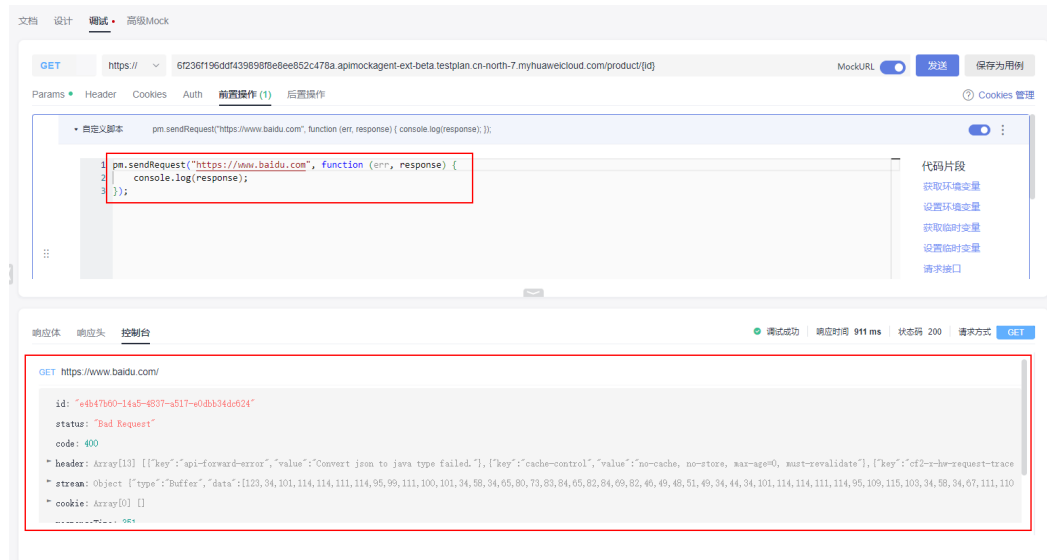 文档 设计 调试 高级Mock
GET https:// 6f236f196ddf439898f8e8ee852c478a.apimockagent-ext-beta.testplan.cn-north-7.myhuaweicloud.com/product/{id} MockURL 发送 保存为用例
Params Header Cookies Auth 前置操作 (1) 后置操作 Cookies 管理
自定义脚本 pm.sendRequest("https://www.baidu.com", function (err, response) { console.log(response); });
1 pm.sendRequest("https://www.baidu.com", function (err, response) {
2 console.log(response);
3 });
代码片段
获取环境变量
设置环境变量
获取临时变量
设置临时变量
请求接口
响应体 响应头 控制台 调试成功 响应时间 911 ms 状态码 200 请求方式 GET
GET https://www.baidu.com/
id: "e4b47b60-14a5-4837-a517-e0dbb34dc624"
status: "Bad Request"
code: 400
header: Array[13] [{"key":"api-forward-error","value":"Convert json to java type failed."},{"key":"cache-control","value":"no-cache, no-store, max-age=0, must-revalidate"},{"key":"cf2-s-hw-request-trace
stream: Object {"type":"Buffer","data":[123,34,101,114,114,111,114,95,99,111,100,101,34,58,34,65,80,73,83,84,65,82,84,69,82,46,49,48,51,49,34,44,34,101,114,114,111,114,95,109,115,103,34,58,34,67,111,110
cookie: Array[0] []
responseTime: 351